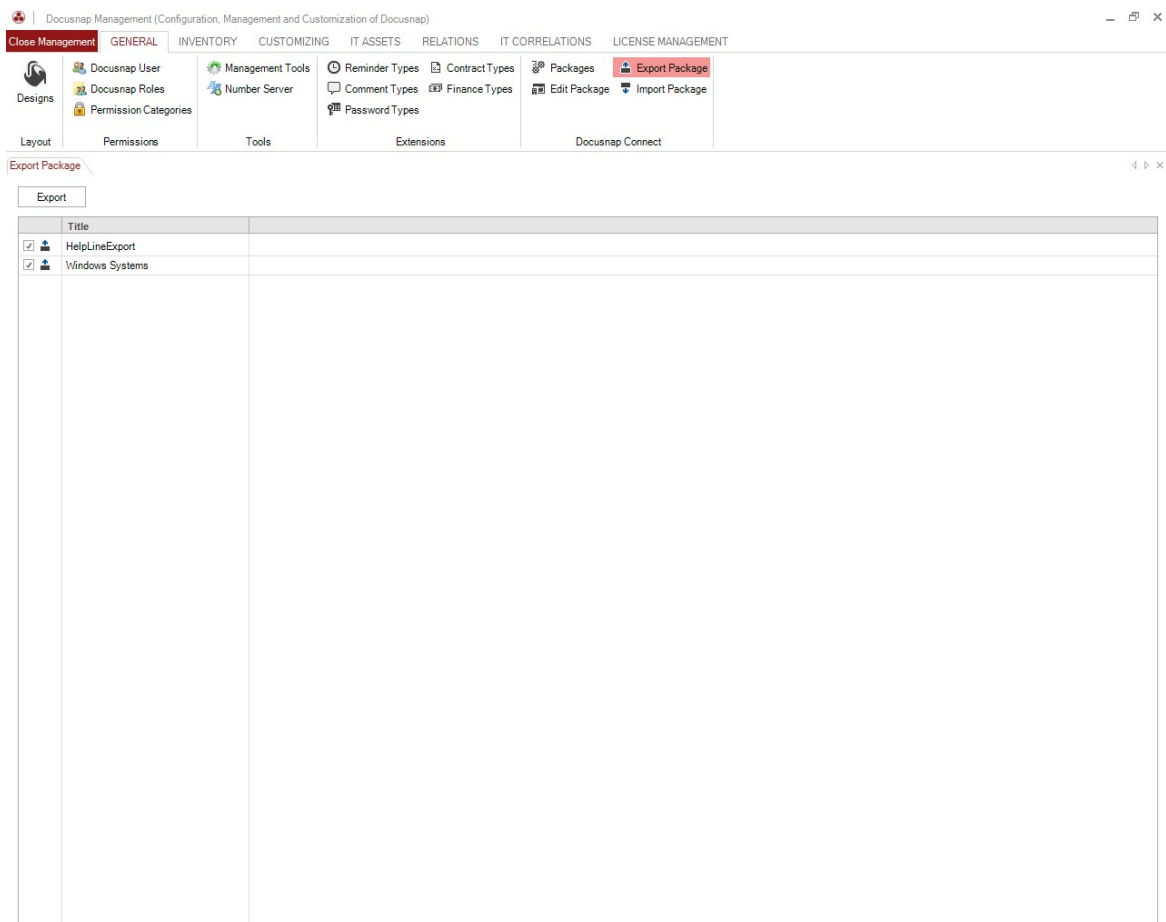 Docusnap Management (Configuration, Management and Customization of Docusnap)
Close Management GENERAL INVENTORY CUSTOMIZING IT ASSETS RELATIONS IT CORRELATIONS LICENSE MANAGEMENT
Docusnap User Management Tools Reminder Types Contract Types Packages Export Package
Designs Docusnap Roles Number Server Comment Types Finance Types Edit Package Import Package
Permission Categories Password Types
Layout Permissions Tools Extensions Docusnap Connect
Export Package
Export
Title
HelpLineExport
Windows Systems